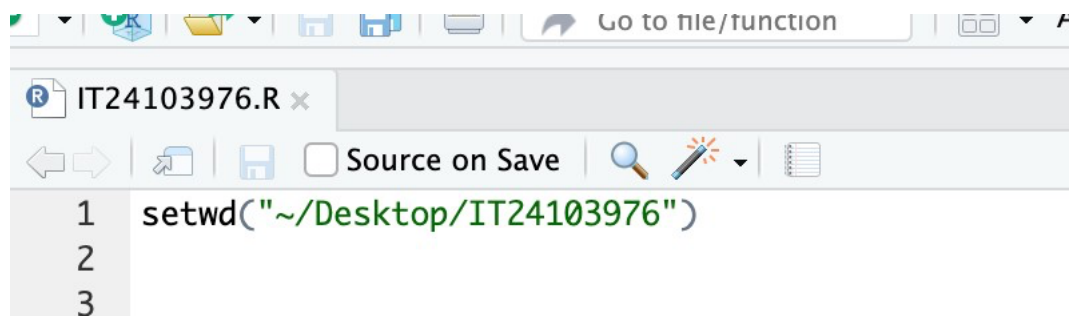 Go to file/function
IT24103976.R
Source on Save
1 setwd("~/Desktop/IT24103976")
2
3